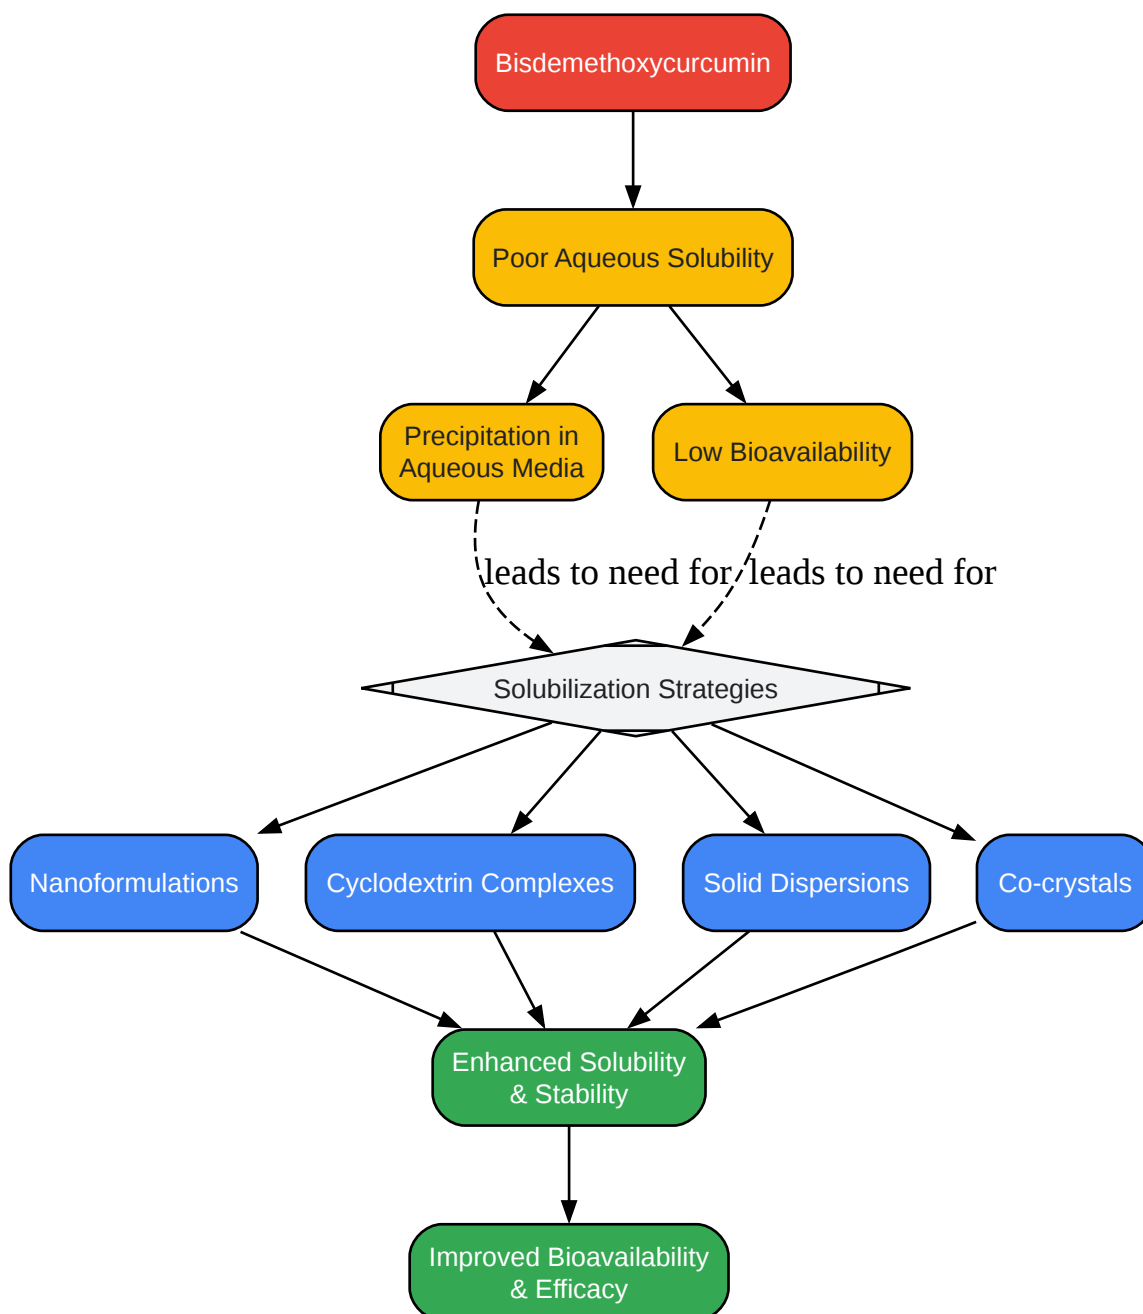 Bisdemethoxycurcumin
Poor Aqueous Solubility
Precipitation in
Aqueous Media
Low Bioavailability
leads to need for
leads to need for
Solubilization Strategies
Nanoformulations
Cyclodextrin Complexes
Solid Dispersions
Co-crystals
Enhanced Solubility
& Stability
Improved Bioavailability
& Efficacy